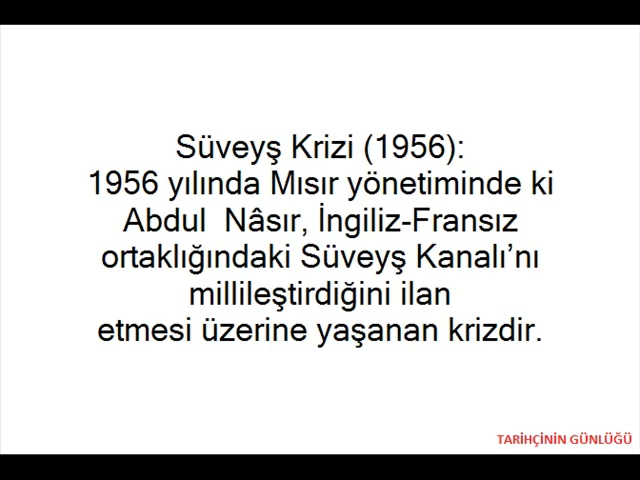 Süveyş Krizi (1956):
1956 yılında Mısır yönetiminde ki
Abdul  Nâsır, İngiliz-Fransız
ortaklığındaki Süveyş Kanalı’nı
millileştirdiğini ilan
etmesi üzerine yaşanan krizdir.
TARİHÇİNİN GÜNLÜĞÜ